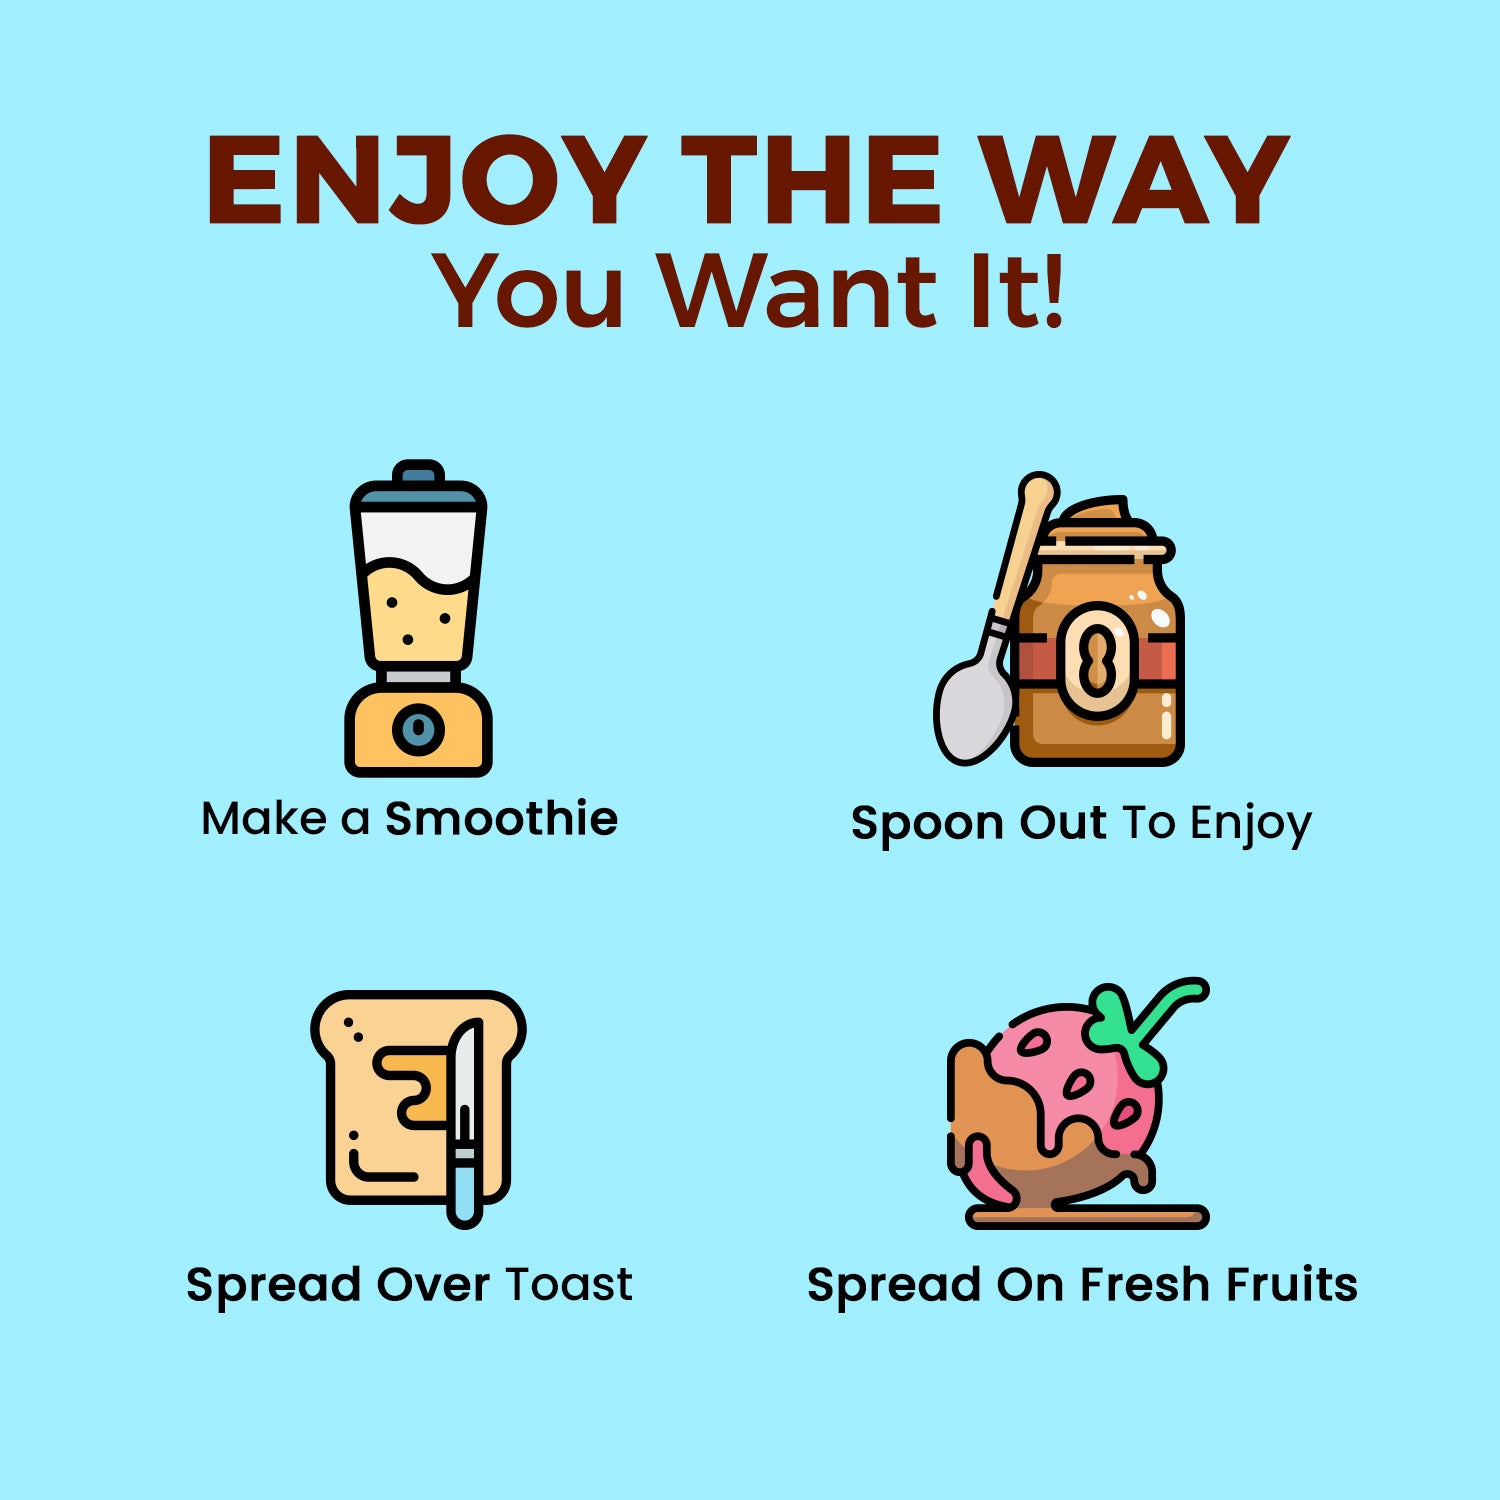 ENJOY THE WAY
You Want It!
Make a Smoothie
Spoon Out To Enjoy
Spread Over Toast
Spread On Fresh Fruits